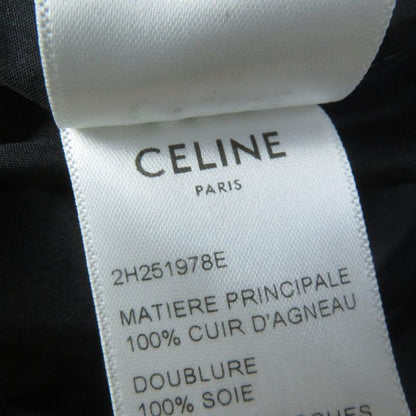 CELINE
PARIS
2H251978E
MATIERE PRINCIPALE
100% CUIR D'AGNEAU
DOUBLURE
100% SOIE